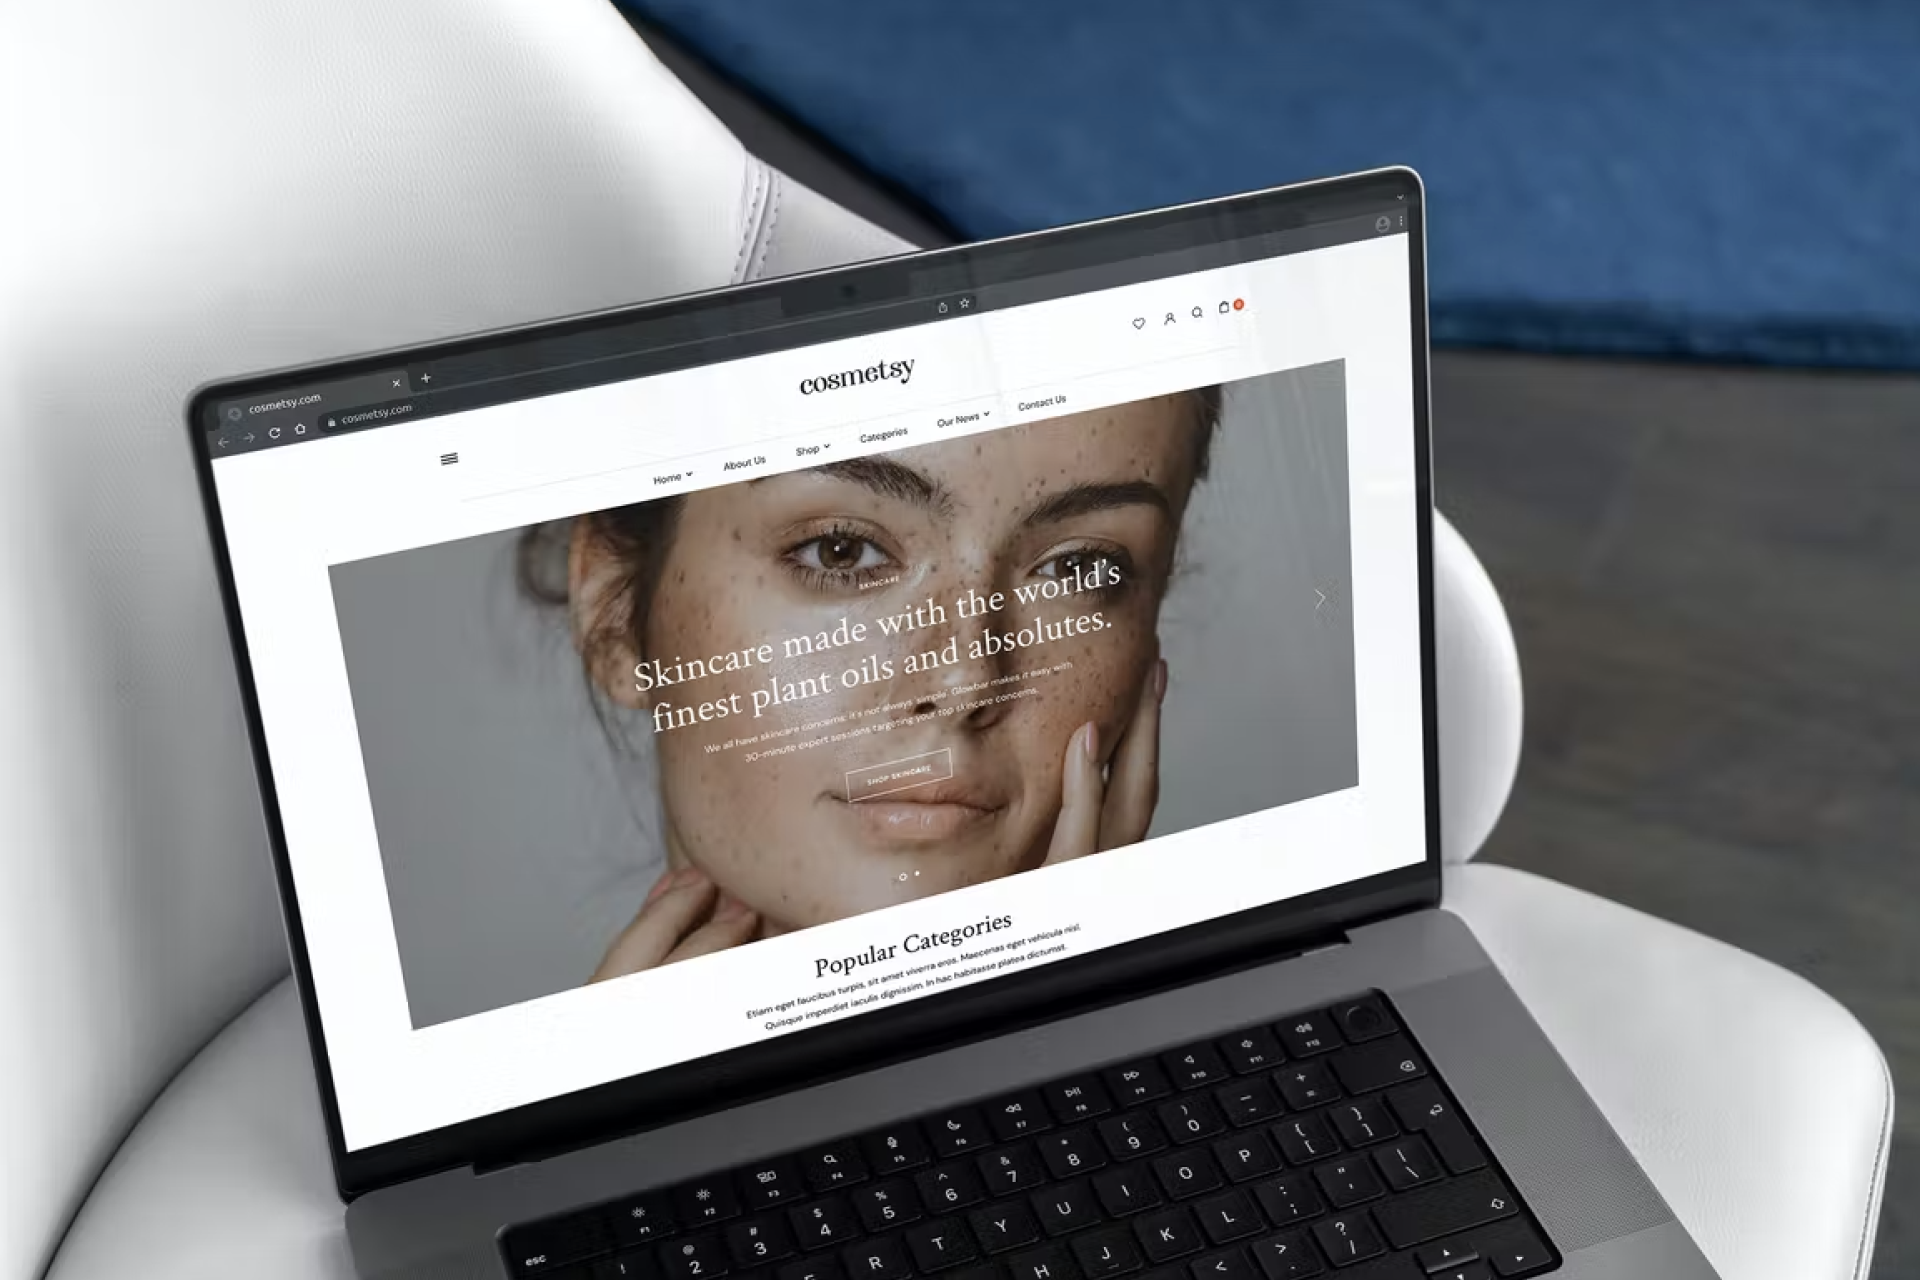 cosmetsy.com
cosmetsy.com
cosmetsy
Home
About Us
Shop
Categories
Our News
Contact Us
SKINCARE
Skincare made with the world's
finest plant oils and absolutes.
We all have skincare concerns: it's not always 'simple'. Glowbar makes it easy with
30-minute expert sessions targeting your top skincare concerns.
SHOP SKINCARE
Popular Categories
Etiam eget faucibus turpis, sit amet viverra eros. Maecenas eget vehicula nisl.
Quisque imperdiet iaculis dignissim. In hac habitasse platea dictumst.
esc F1 F2 F3 F4 F5 F6 F7 F8 F9 F10 F11 F12
! @ 2 # 3 $ 4 % 5 ^ 6 & 7 * 8 ( 9 ) 0 _ - + =
R T Y U I O P { [ } ]
H J K L : ; " ' | \
< > ? /